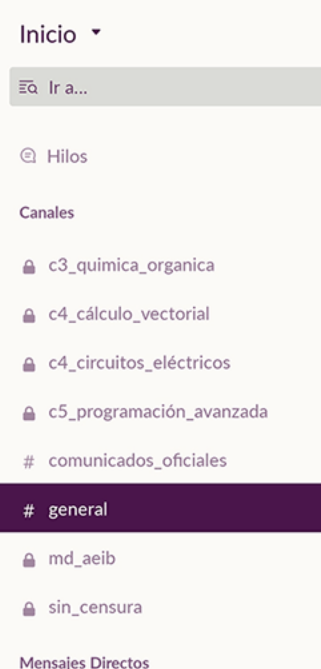 Inicio
Ir a...
Hilos
Canales
c3_quimica_organica
c4_cálculo_vectorial
c4_circuitos_eléctricos
c5_programación_avanzada
# comunicados_oficiales
# general
md_aeib
sin_censura
Mensajes Directos